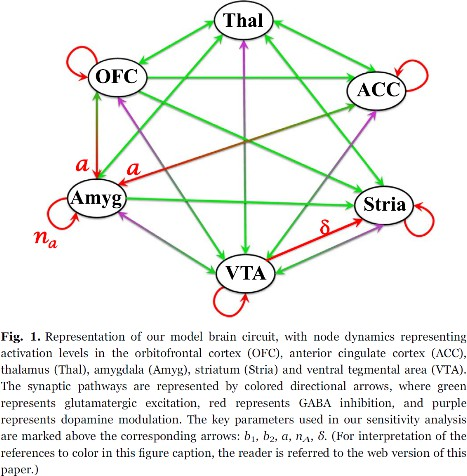 Thal
OFC
ACC
a
a
Amyg
Stria
n_a
δ
VTA
Fig. 1. Representation of our model brain circuit, with node dynamics representing
activation levels in the orbitofrontal cortex (OFC), anterior cingulate cortex (ACC),
thalamus (Thal), amygdala (Amyg), striatum (Stria) and ventral tegmental area (VTA).
The synaptic pathways are represented by colored directional arrows, where green
represents glutamatergic excitation, red represents GABA inhibition, and purple
represents dopamine modulation. The key parameters used in our sensitivity analysis
are marked above the corresponding arrows: b₁, b₂, a, n_A, δ. (For interpretation of the
references to color in this figure caption, the reader is referred to the web version of this
paper.)